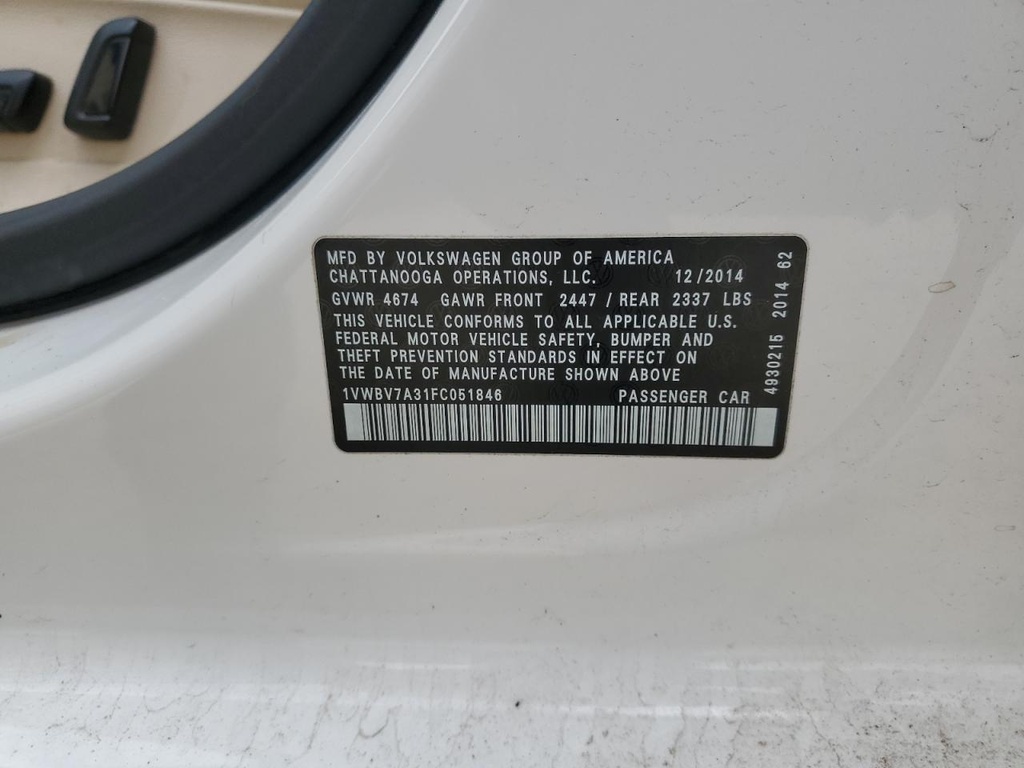 MFD BY VOLKSWAGEN GROUP OF AMERICA
CHATTANOOGA OPERATIONS, LLC. 12/2014
GVWR 4674 GAWR FRONT 2447 / REAR 2337 LBS
THIS VEHICLE CONFORMS TO ALL APPLICABLE U.S.
FEDERAL MOTOR VEHICLE SAFETY, BUMPER AND
THEFT PREVENTION STANDARDS IN EFFECT ON
THE DATE OF MANUFACTURE SHOWN ABOVE
1VWBV7A31FC051846 PASSENGER CAR
4930215 2014 62